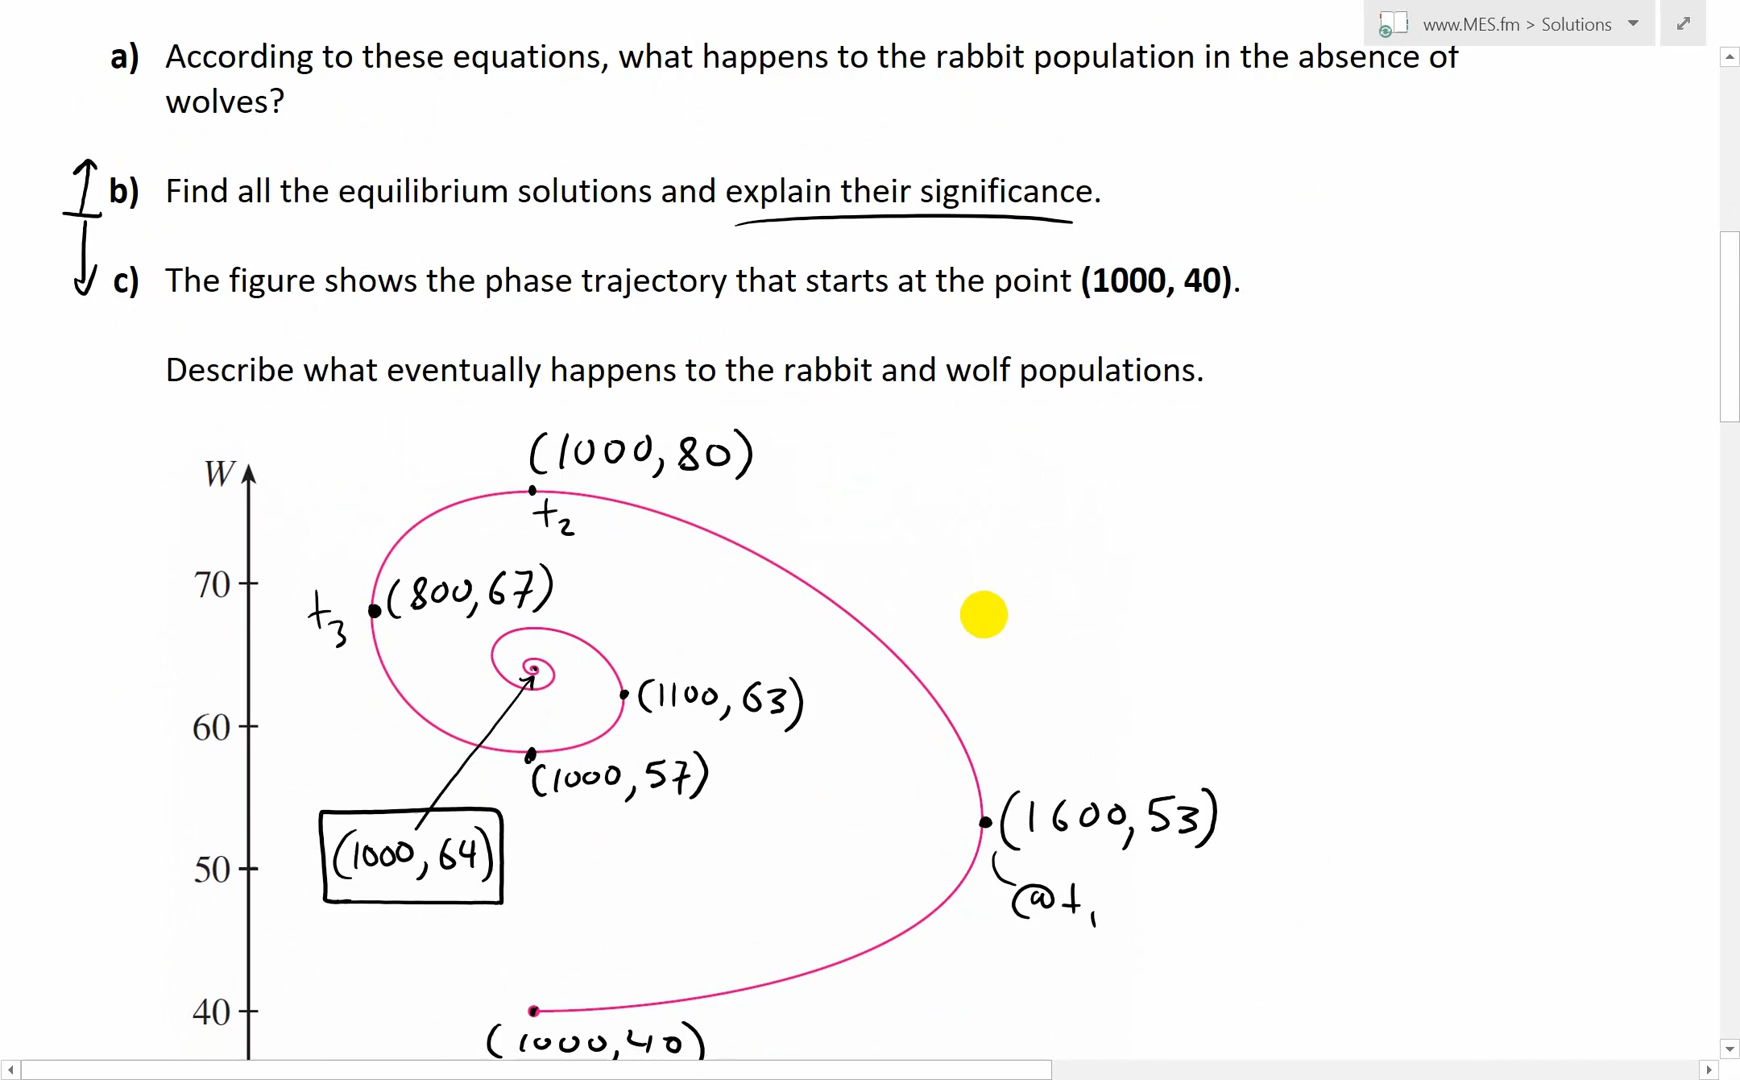 www.MES.fm > Solutions
a) According to these equations, what happens to the rabbit population in the absence of
wolves?
b) Find all the equilibrium solutions and explain their significance.
c) The figure shows the phase trajectory that starts at the point (1000, 40).
Describe what eventually happens to the rabbit and wolf populations.
(1000, 80)
W
t2
70
(800, 67)
t3
(1100, 63)
60
(1000, 57)
(1600, 53)
(1000, 64)
50
@t1
40
(1000, 40)